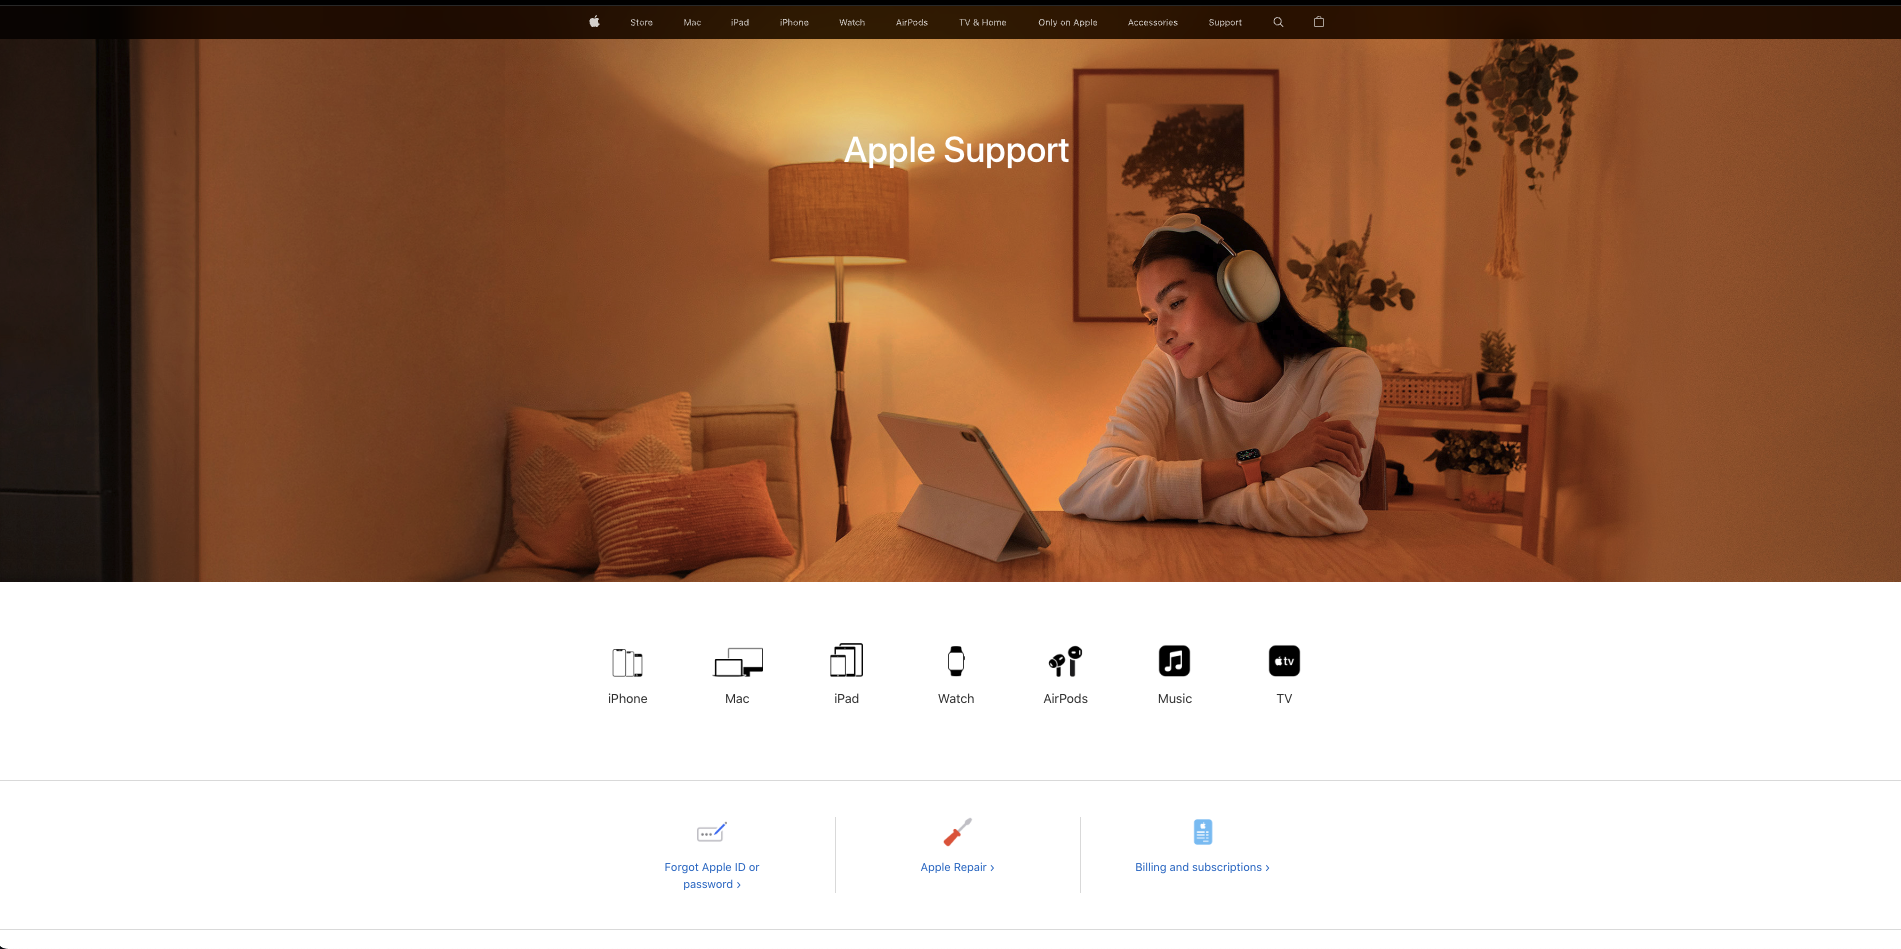 Store Mac iPad iPhone Watch AirPods TV & Home Only on Apple Accessories Support
Apple Support
iPhone Mac iPad Watch AirPods Music tv TV
Forgot Apple ID or
password ›
Apple Repair ›
Billing and subscriptions ›